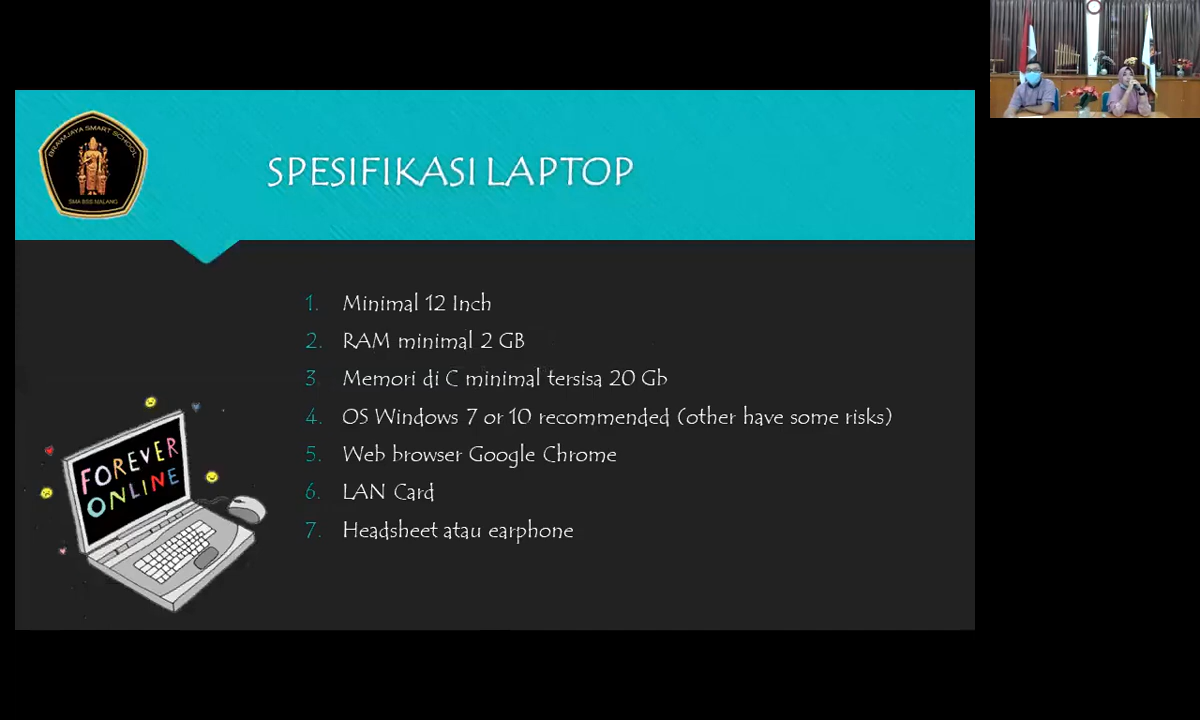 BRAWIJAYA SMART SCHOOL
SMA BSS MALANG
SPESIFIKASI LAPTOP
1. Minimal 12 Inch
2. RAM minimal 2 GB
3. Memori di C minimal tersisa 20 Gb
4. OS Windows 7 or 10 recommended (other have some risks)
5. Web browser Google Chrome
6. LAN Card
7. Headsheet atau earphone
FOREVER
ONLINE